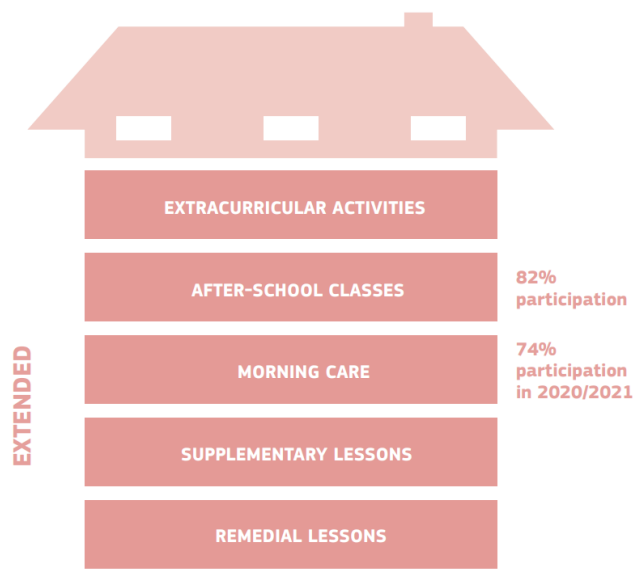 EXTRACURRICULAR ACTIVITIES
AFTER-SCHOOL CLASSES
82%
participation
MORNING CARE
74%
participation
in 2020/2021
EXTENDED
SUPPLEMENTARY LESSONS
REMEDIAL LESSONS